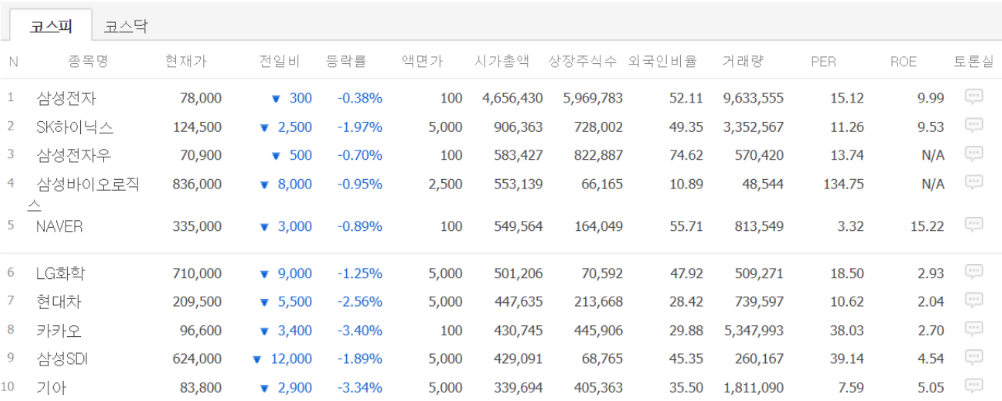 코스피 코스닥
N 종목명 현재가 전일비 등락률 액면가 시가총액 상장주식수 외국인비율 거래량 PER ROE 토론실
1 삼성전자 78,000 ▼ 300 -0.38% 100 4,656,430 5,969,783 52.11 9,633,555 15.12 9.99
2 SK하이닉스 124,500 ▼ 2,500 -1.97% 5,000 906,363 728,002 49.35 3,352,567 11.26 9.53
3 삼성전자우 70,900 ▼ 500 -0.70% 100 583,427 822,887 74.62 570,420 13.74 N/A
4 삼성바이오로직 836,000 ▼ 8,000 -0.95% 2,500 553,139 66,165 10.89 48,544 134.75 N/A
스
5 NAVER 335,000 ▼ 3,000 -0.89% 100 549,564 164,049 55.71 813,549 3.32 15.22
6 LG화학 710,000 ▼ 9,000 -1.25% 5,000 501,206 70,592 47.92 509,271 18.50 2.93
7 현대차 209,500 ▼ 5,500 -2.56% 5,000 447,635 213,668 28.42 739,597 10.62 2.04
8 카카오 96,600 ▼ 3,400 -3.40% 100 430,745 445,906 29.88 5,347,993 38.03 2.70
9 삼성SDI 624,000 ▼ 12,000 -1.89% 5,000 429,091 68,765 45.35 260,167 39.14 4.54
10 기아 83,800 ▼ 2,900 -3.34% 5,000 339,694 405,363 35.50 1,811,090 7.59 5.05